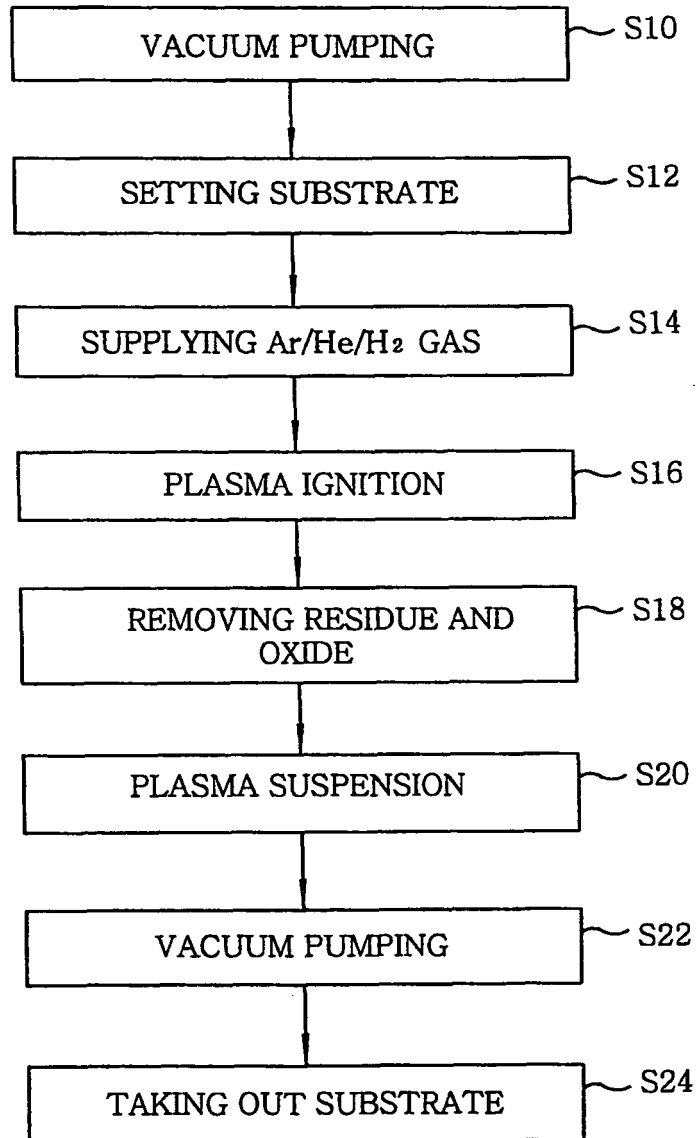 VACUUM PUMPING
S10
SETTING SUBSTRATE
S12
SUPPLYING Ar/He/H₂ GAS
S14
PLASMA IGNITION
S16
REMOVING RESIDUE AND
OXIDE
S18
PLASMA SUSPENSION
S20
VACUUM PUMPING
S22
TAKING OUT SUBSTRATE
S24